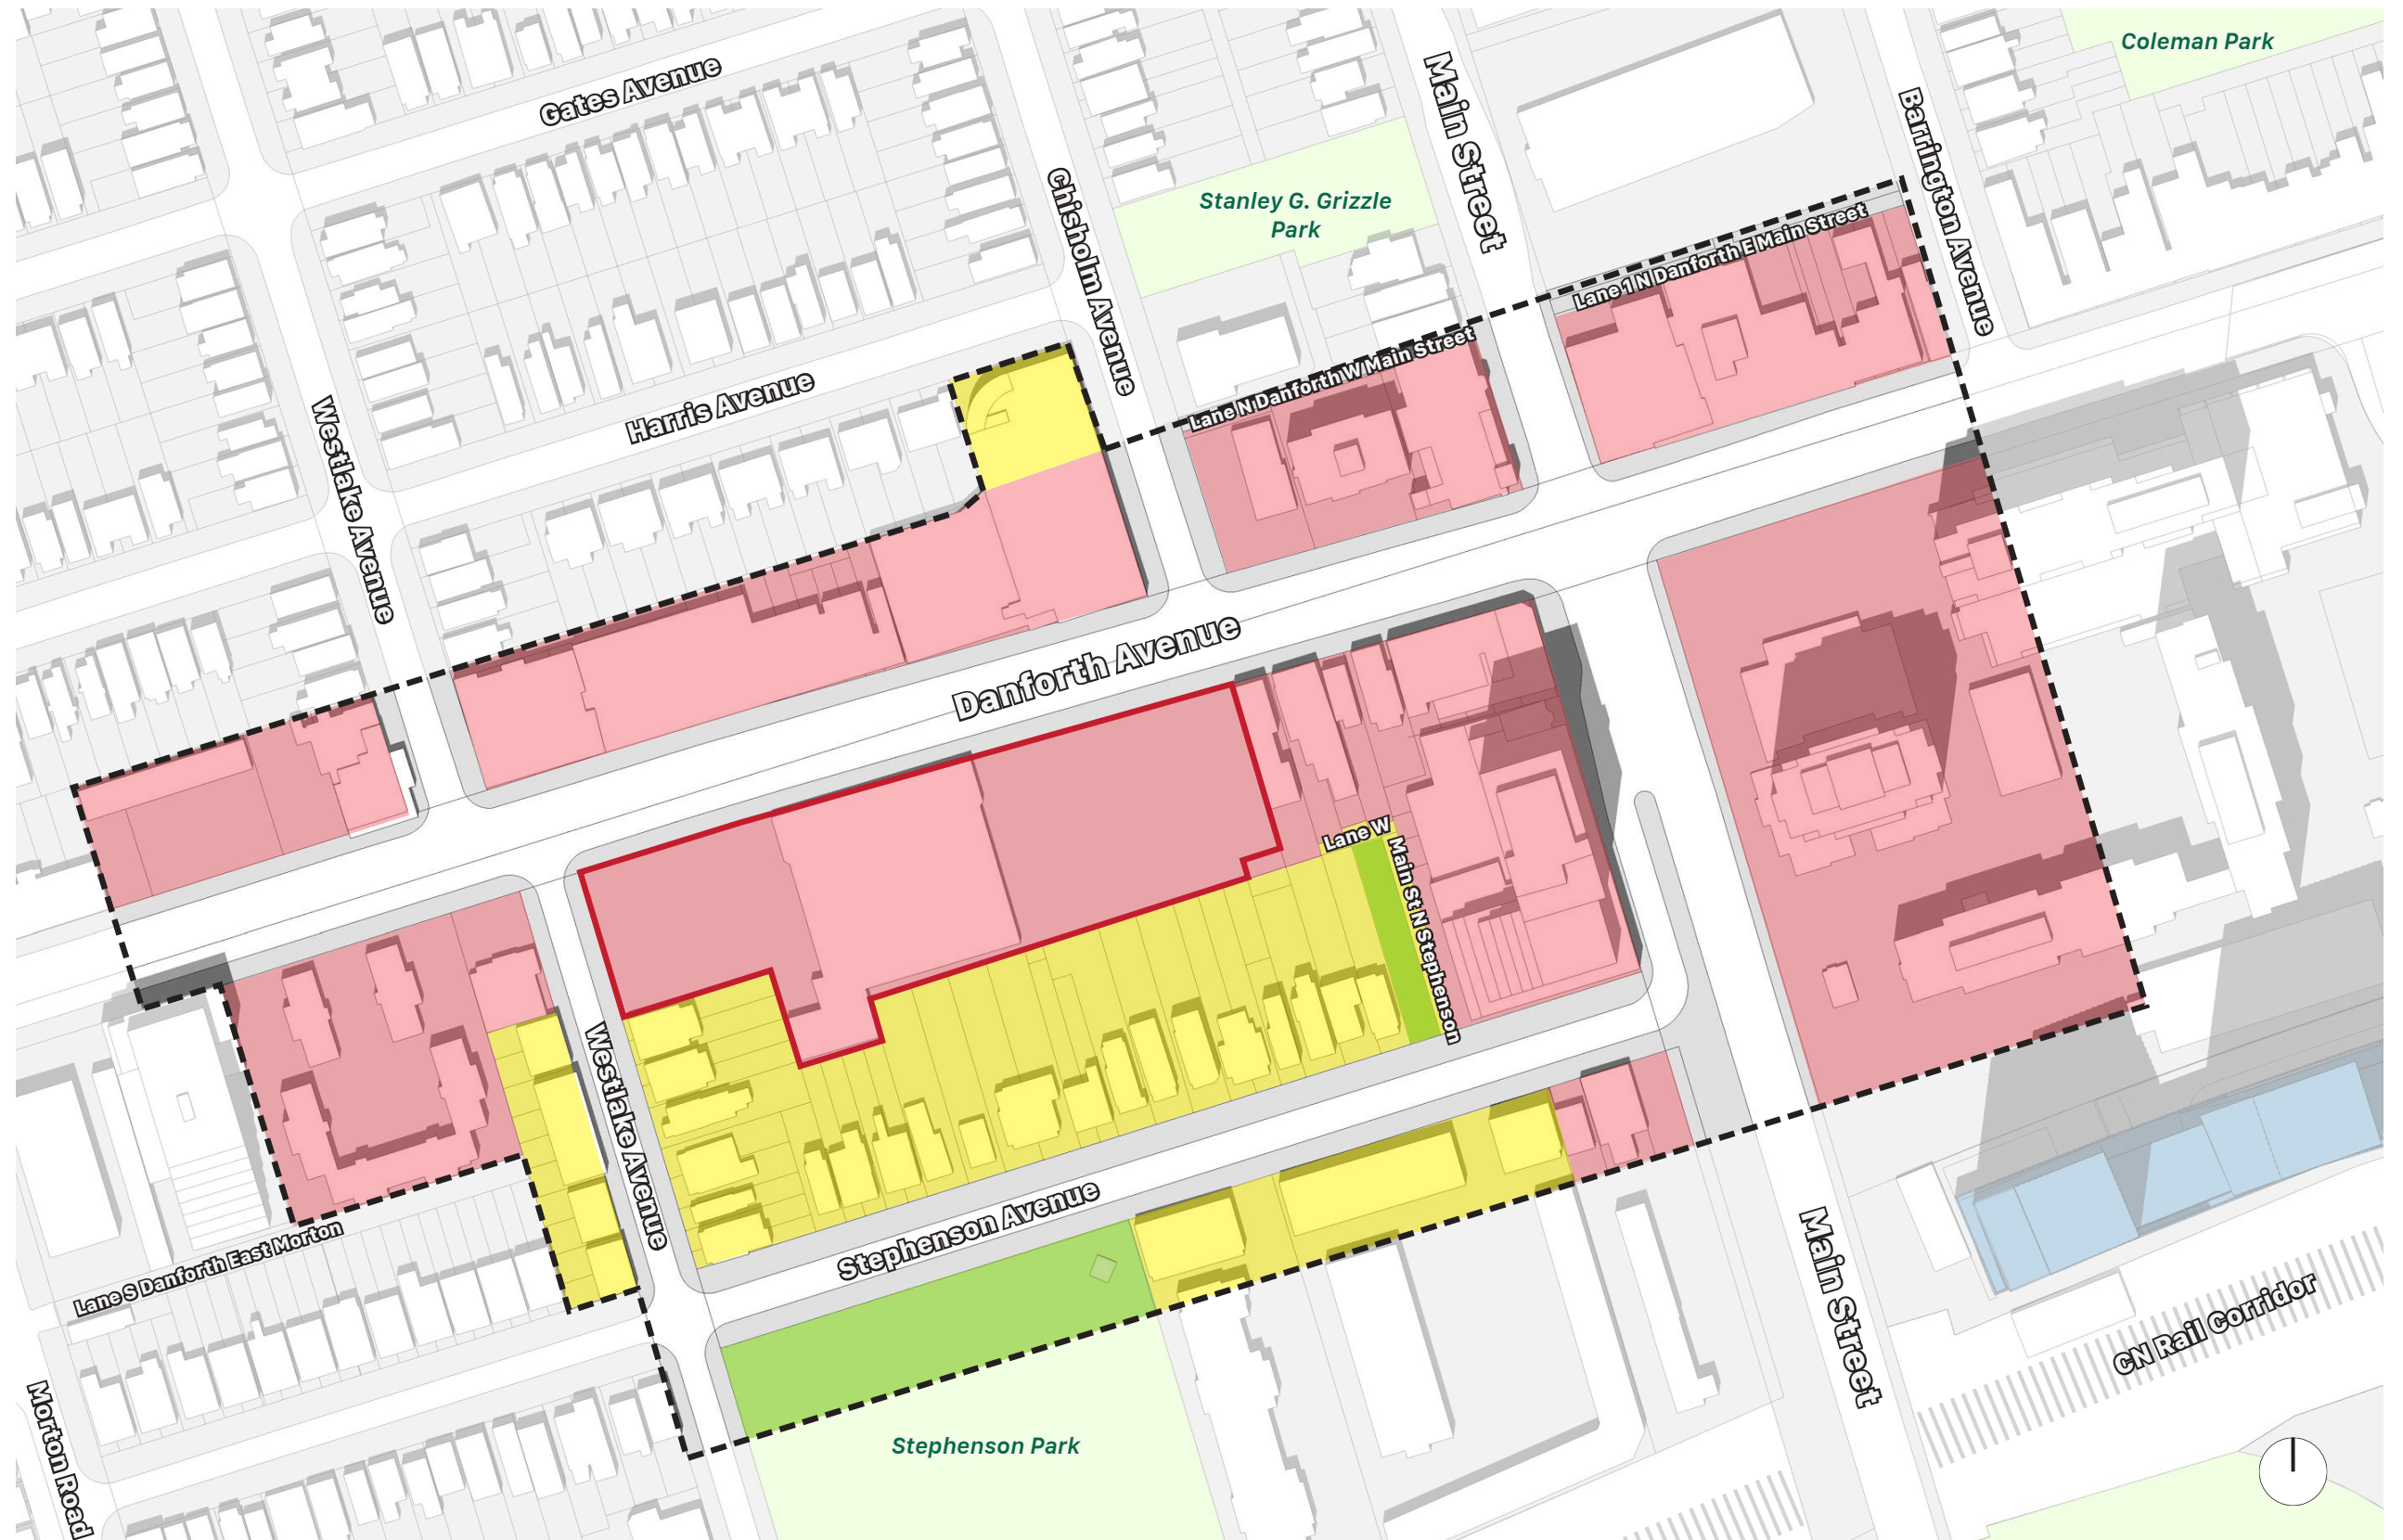 Coleman Park
Gates Avenue
Main Street
Barrington Avenue
Chisholm Avenue
Stanley G. Grizzle
Park
Lane 1 N Danforth E Main Street
Lane N Danforth W Main Street
Harris Avenue
Westlake Avenue
Danforth Avenue
Lane W
Main St N Stephenson
Westlake Avenue
Stephenson Avenue
Lane S Danforth East Morton
Main Street
CN Rail Corridor
Morton Road
Stephenson Park